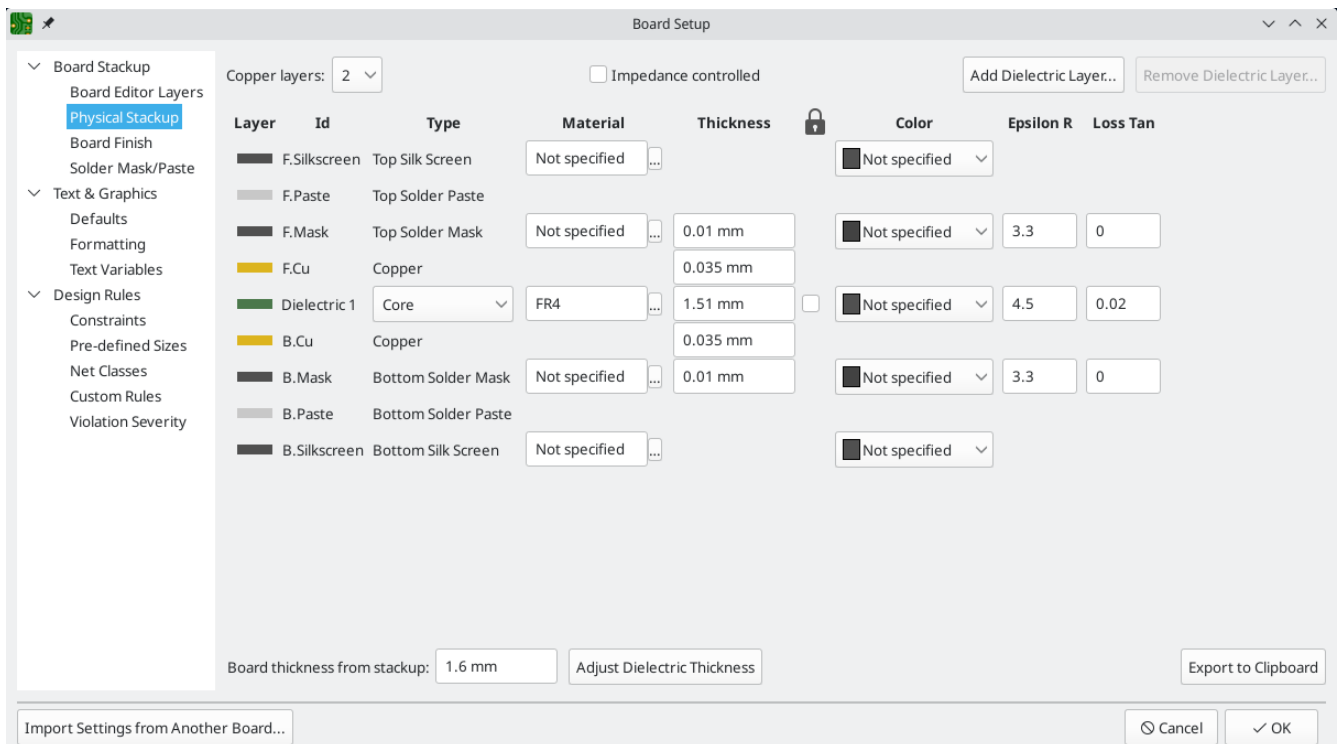 Board Setup
Board Stackup
Board Editor Layers
Physical Stackup
Board Finish
Solder Mask/Paste
Text & Graphics
Defaults
Formatting
Text Variables
Design Rules
Constraints
Pre-defined Sizes
Net Classes
Custom Rules
Violation Severity
Copper layers: 2 Impedance controlled Add Dielectric Layer... Remove Dielectric Layer...
Layer Id Type Material Thickness Color Epsilon R Loss Tan
F.Silkscreen Top Silk Screen Not specified ... Not specified
F.Paste Top Solder Paste
F.Mask Top Solder Mask Not specified ... 0.01 mm Not specified 3.3 0
F.Cu Copper 0.035 mm
Dielectric 1 Core FR4 ... 1.51 mm Not specified 4.5 0.02
B.Cu Copper 0.035 mm
B.Mask Bottom Solder Mask Not specified ... 0.01 mm Not specified 3.3 0
B.Paste Bottom Solder Paste
B.Silkscreen Bottom Silk Screen Not specified ... Not specified
Board thickness from stackup: 1.6 mm Adjust Dielectric Thickness Export to Clipboard
Import Settings from Another Board... Cancel OK